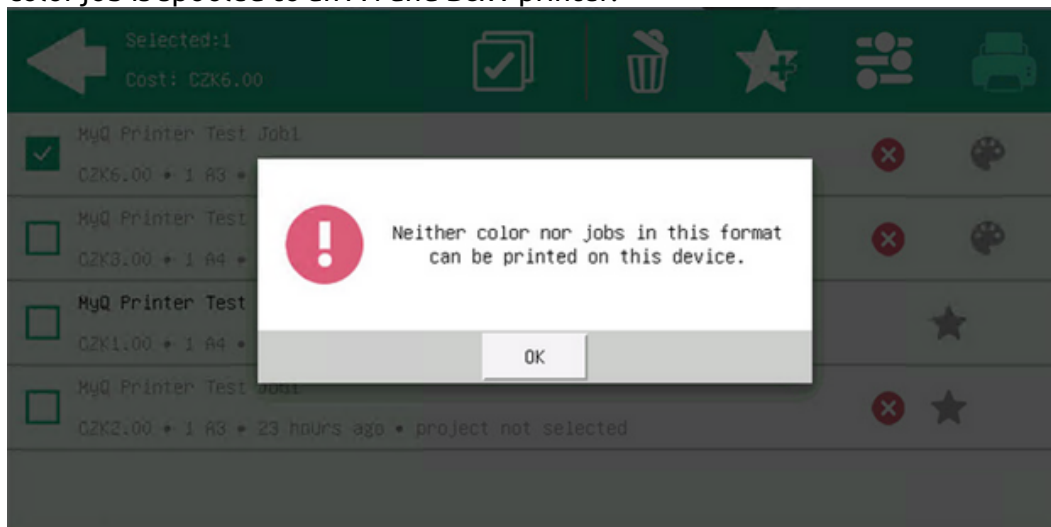 color job is spooled to an A4 and B&W printer.
Selected:1
Cost: CZK6.00
MyQ Printer Test Job1
CZK6.00 • 1 A3 •
MyQ Printer Test
CZK3.00 • 1 A4 •
MyQ Printer Test
CZK1.00 • 1 A4 •
MyQ Printer Test Job1
CZK2.00 • 1 A3 • 23 hours ago • project not selected
Neither color nor jobs in this format
can be printed on this device.
OK